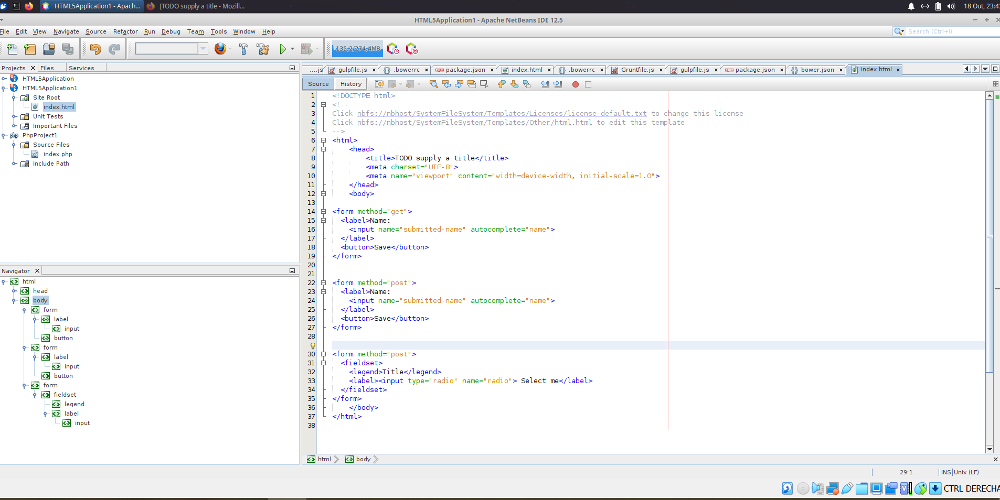 HTML5Application1 - Apach...
[TODO supply a title - Mozill...
18 Out, 23:4
HTML5Application1 - Apache NetBeans IDE 12.5
File Edit View Navigate Source Refactor Run Debug Team Tools Window Help
Search (Ctrl+I)
135,2/274,4MB
Projects Files Services
HTML5Application
HTML5Application1
Site Root
index.html
Unit Tests
Important Files
PhpProject1
php
Source Files
index.php
Include Path
Navigator
html
head
body
form
label
input
button
form
label
input
button
form
fieldset
legend
label
input
....js gulpfile.js .bowerrc package.json index.html .bowerrc Gruntfile.js gulpfile.js package.json bower.json index.html
Source History
1 <!DOCTYPE html>
2 <!--
3 Click nbfs://nbhost/SystemFileSystem/Templates/Licenses/license-default.txt to change this license
4 Click nbfs://nbhost/SystemFileSystem/Templates/Other/html.html to edit this template
5 -->
6 <html>
7 <head>
8 <title>TODO supply a title</title>
9 <meta charset="UTF-8">
10 <meta name="viewport" content="width=device-width, initial-scale=1.0">
11 </head>
12 <body>
13
14 <form method="get">
15 <label>Name:
16 <input name="submitted-name" autocomplete="name">
17 </label>
18 <button>Save</button>
19 </form>
20
21
22 <form method="post">
23 <label>Name:
24 <input name="submitted-name" autocomplete="name">
25 </label>
26 <button>Save</button>
27 </form>
28
30 <form method="post">
31 <fieldset>
32 <legend>Title</legend>
33 <label><input type="radio" name="radio"> Select me</label>
34 </fieldset>
35 </form>
36 </body>
37 </html>
38
html body
29:1 INS Unix (LF)
CTRL DERECHA